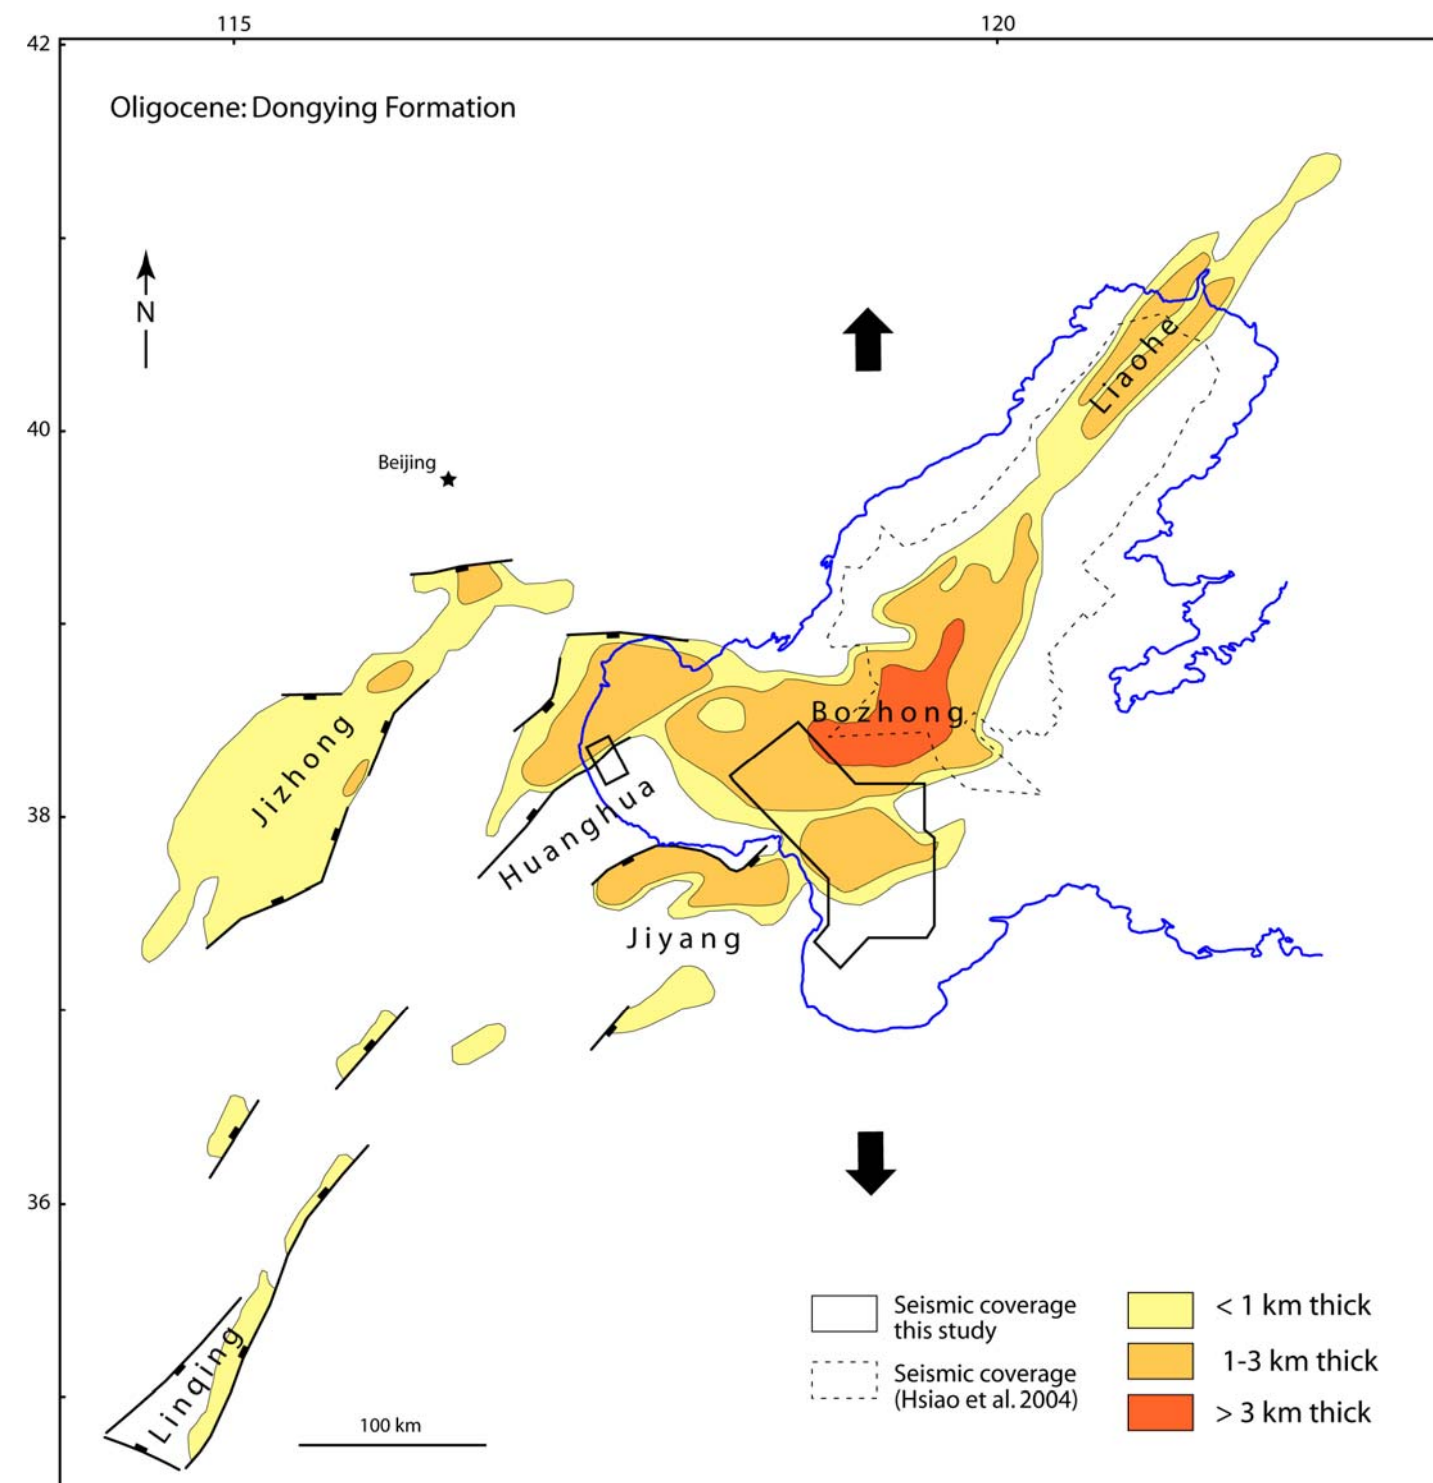 115
120
42
Oligocene: Dongying Formation
N
Liaohe
40
Beijing
Bozhong
Jizhong
38
Huanghua
Jiyang
36
Seismic coverage
this study
Seismic coverage
(Hsiao et al. 2004)
< 1 km thick
1-3 km thick
> 3 km thick
Linqing
100 km